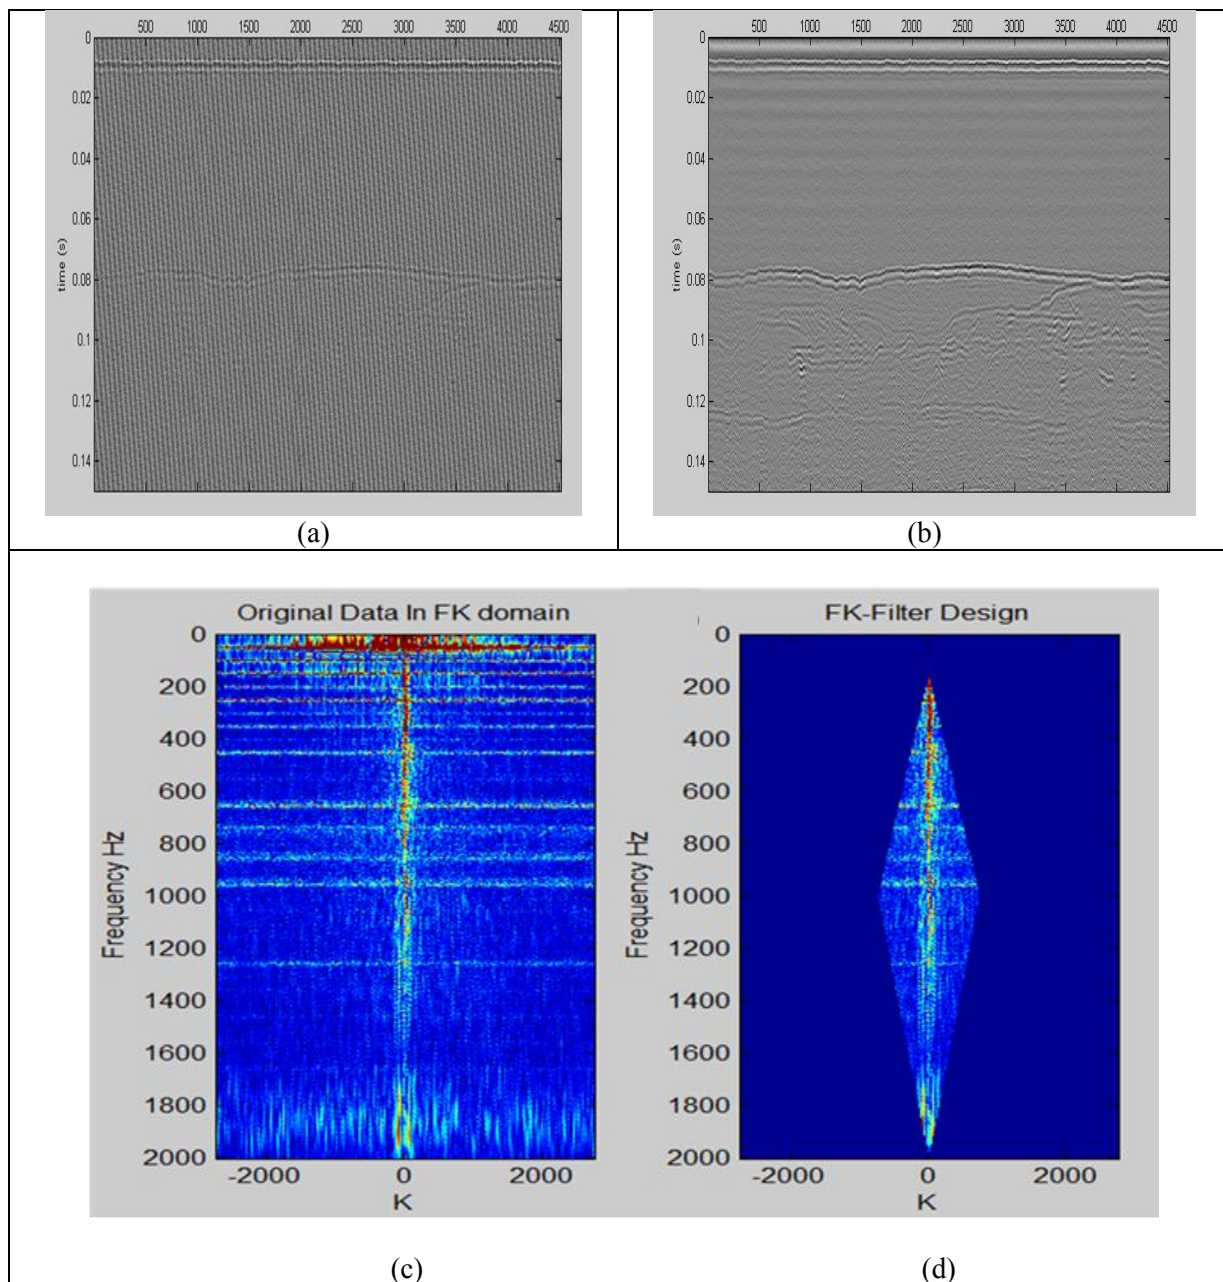 500 1000 1500 2000 2500 3000 3500 4000 4500
0
0.02
0.04
0.06
0.08
0.1
0.12
0.14
time (s)
(a)
500 1000 1500 2000 2500 3000 3500 4000 4500
0
0.02
0.04
0.06
0.08
0.1
0.12
0.14
time (s)
(b)
Original Data In FK domain
0
200
400
600
800
1000
1200
1400
1600
1800
2000
Frequency Hz
-2000 0 2000
K
(c)
FK-Filter Design
0
200
400
600
800
1000
1200
1400
1600
1800
2000
Frequency Hz
-2000 0 2000
K
(d)